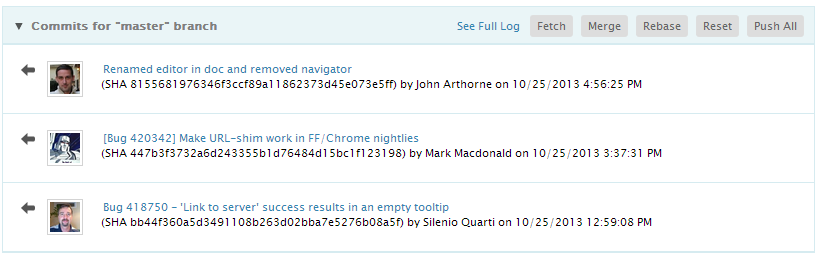 Commits for "master" branch See Full Log Fetch Merge Rebase Reset Push All
Renamed editor in doc and removed navigator
(SHA 8155681976346f3ccf89a11862373d45e073e5ff) by John Arthorne on 10/25/2013 4:56:25 PM
[Bug 420342] Make URL-shim work in FF/Chrome nightlies
(SHA 447b3f3732a6d243355b1d76484d15bc1f123198) by Mark Macdonald on 10/25/2013 3:37:31 PM
Bug 418750 - 'Link to server' success results in an empty tooltip
(SHA bb44f360a5d3491108b263d02bba7e5276b08a5f) by Silenio Quarti on 10/25/2013 12:59:08 PM